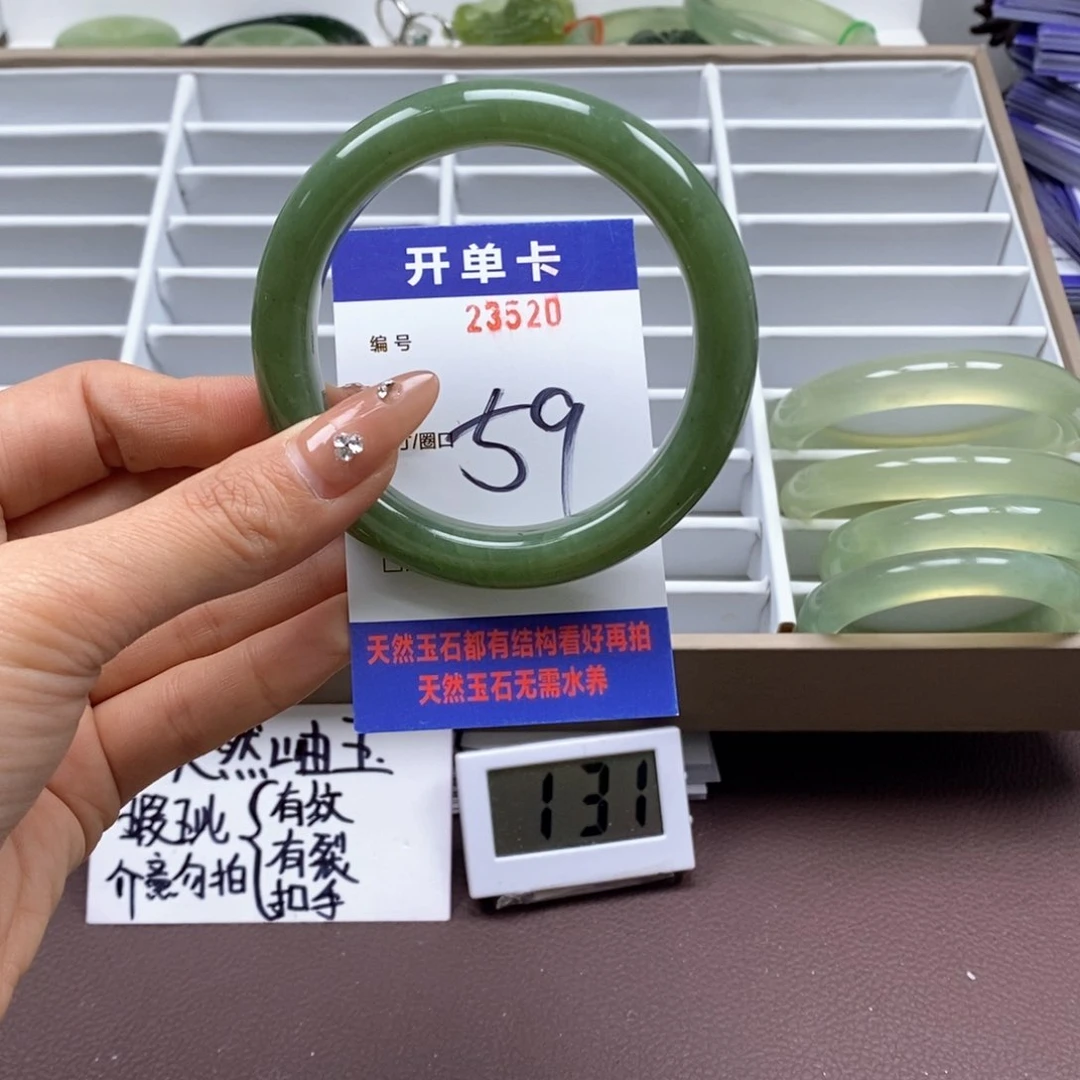 开单卡
23520
编号
/圈口
59
天然玉石都有结构看好再拍
天然玉石无需水养
然岫玉
瑕玼
有纹
有裂
扣手
介意勿拍
131